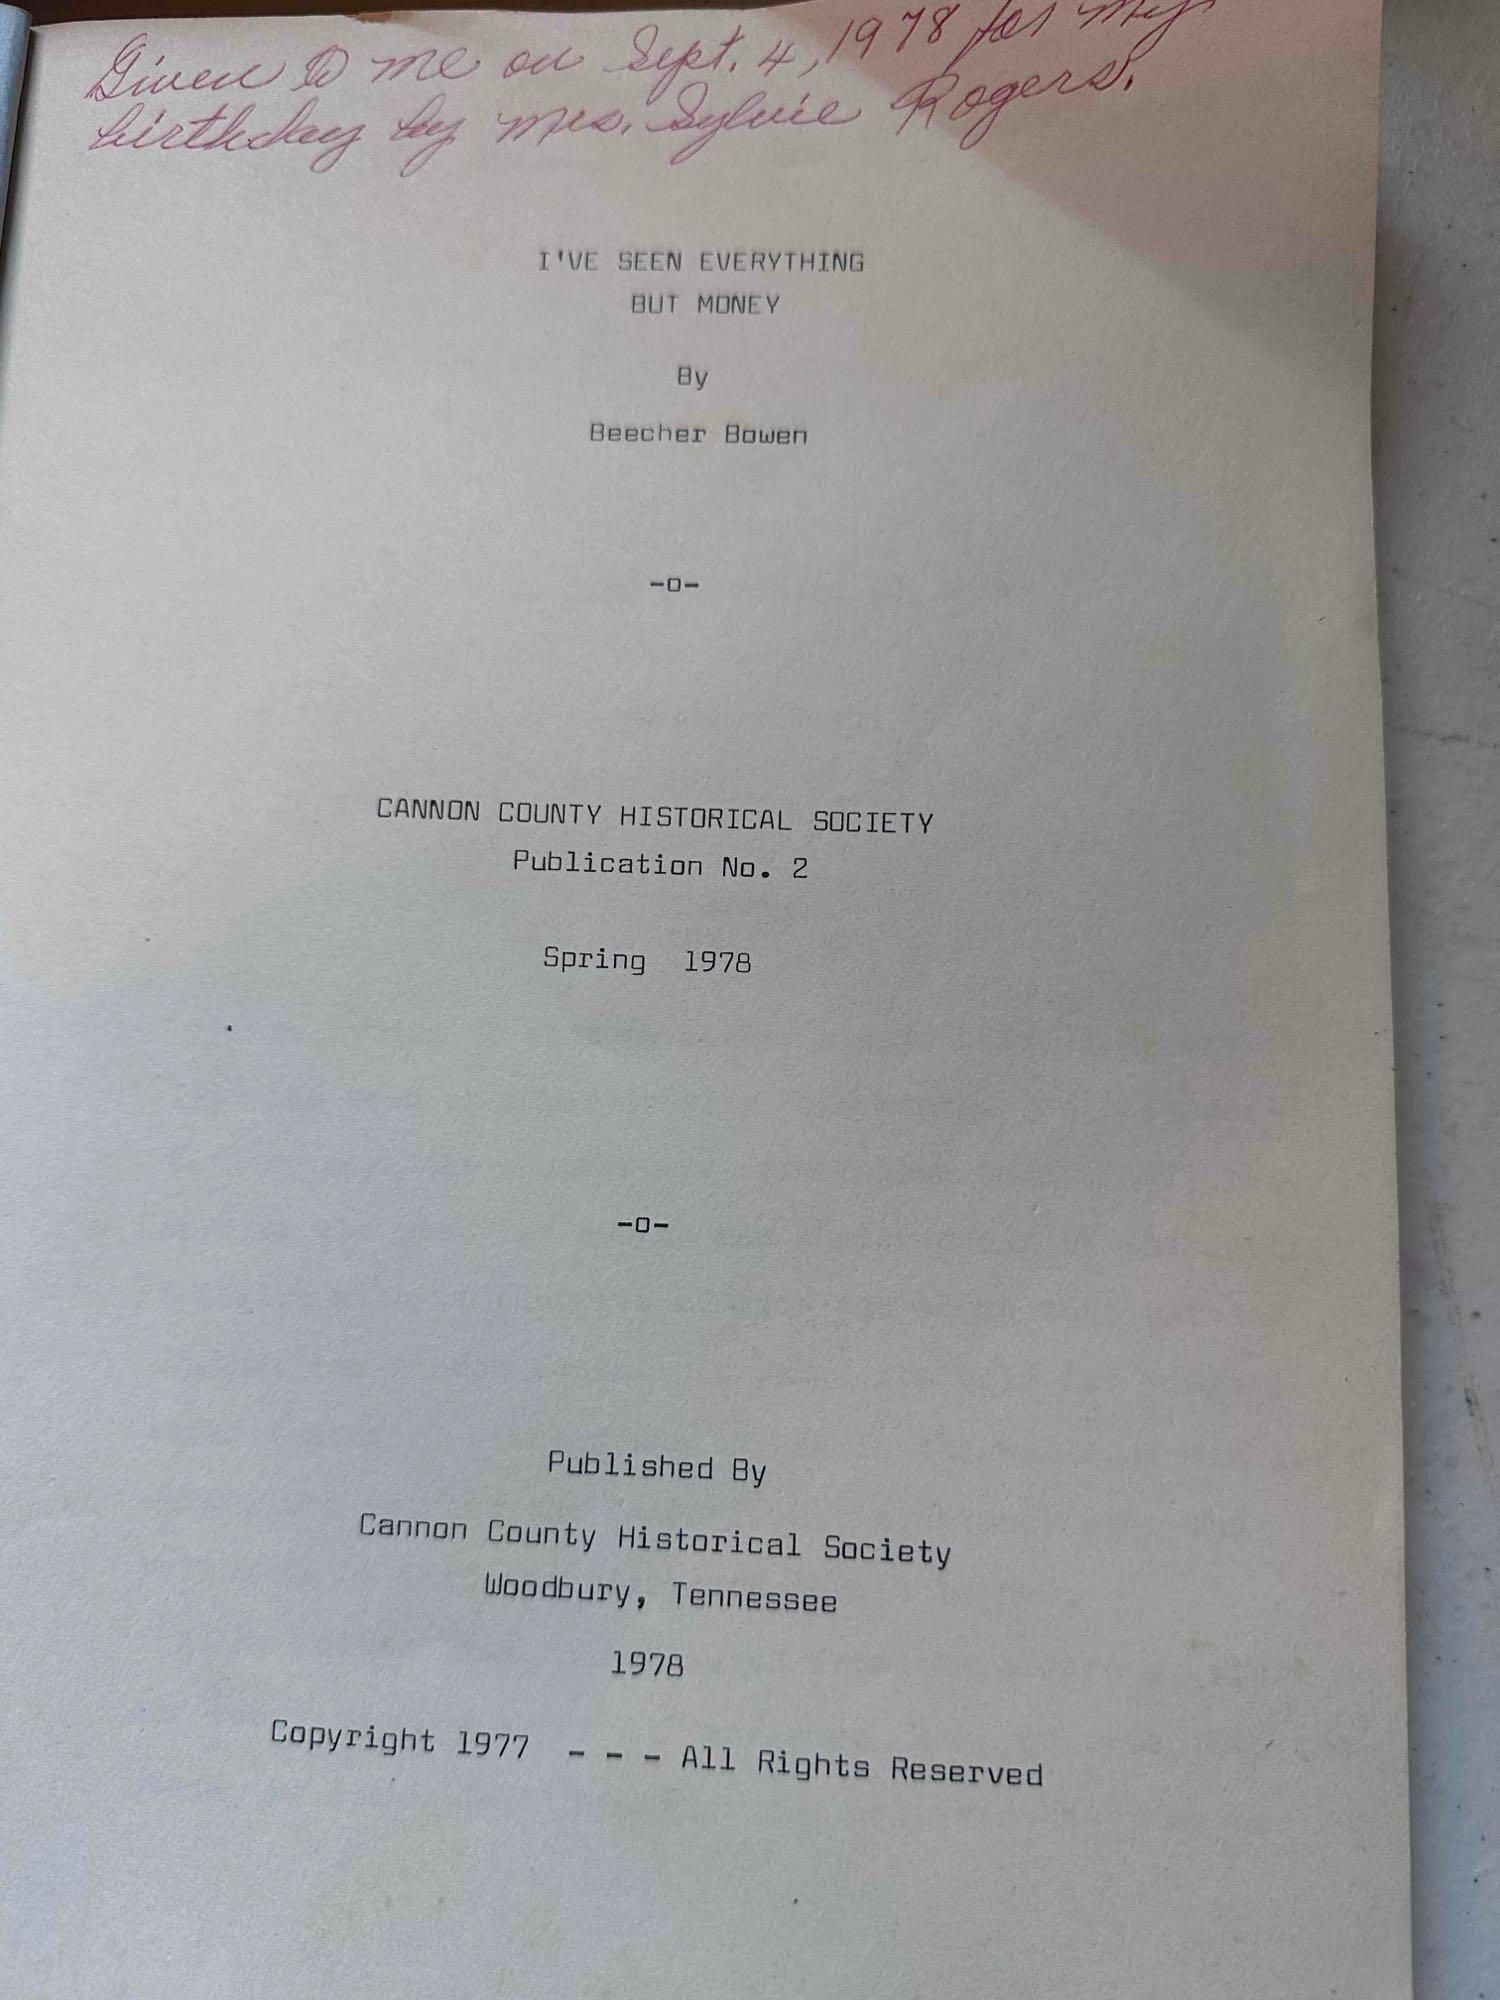 Given to me on Sept. 4, 1978 for my
birthday by Mrs. Sylvie Rogers.
I'VE SEEN EVERYTHING
BUT MONEY
By
Beecher Bowen
-o-
CANNON COUNTY HISTORICAL SOCIETY
Publication No. 2
Spring 1978
-o-
Published By
Cannon County Historical Society
Woodbury, Tennessee
1978
Copyright 1977 - - - All Rights Reserved